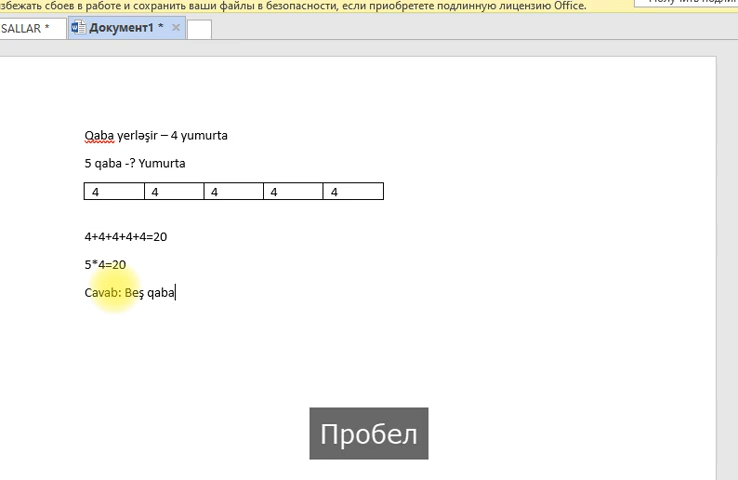 збежать сбоев в работе и сохранить ваши файлы в безопасности, если приобретете подлинную лицензию Office.
SALLAR * Документ1 *
Qaba yerləşir – 4 yumurta
5 qaba -? Yumurta
4 4 4 4 4
4+4+4+4+4=20
5*4=20
Cavab: Beş qaba
Пробел